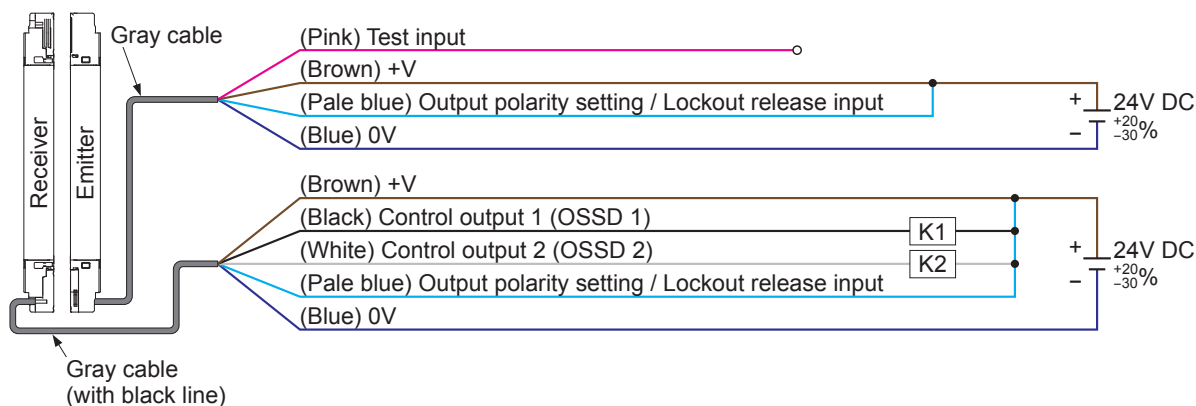 Gray cable
Receiver
Emitter
(Pink) Test input
(Brown) +V
(Pale blue) Output polarity setting / Lockout release input
(Blue) 0V
+
−
24V DC
+20
−30 %
(Brown) +V
(Black) Control output 1 (OSSD 1)
K1
(White) Control output 2 (OSSD 2)
K2
(Pale blue) Output polarity setting / Lockout release input
(Blue) 0V
+
−
24V DC
+20
−30 %
Gray cable
(with black line)